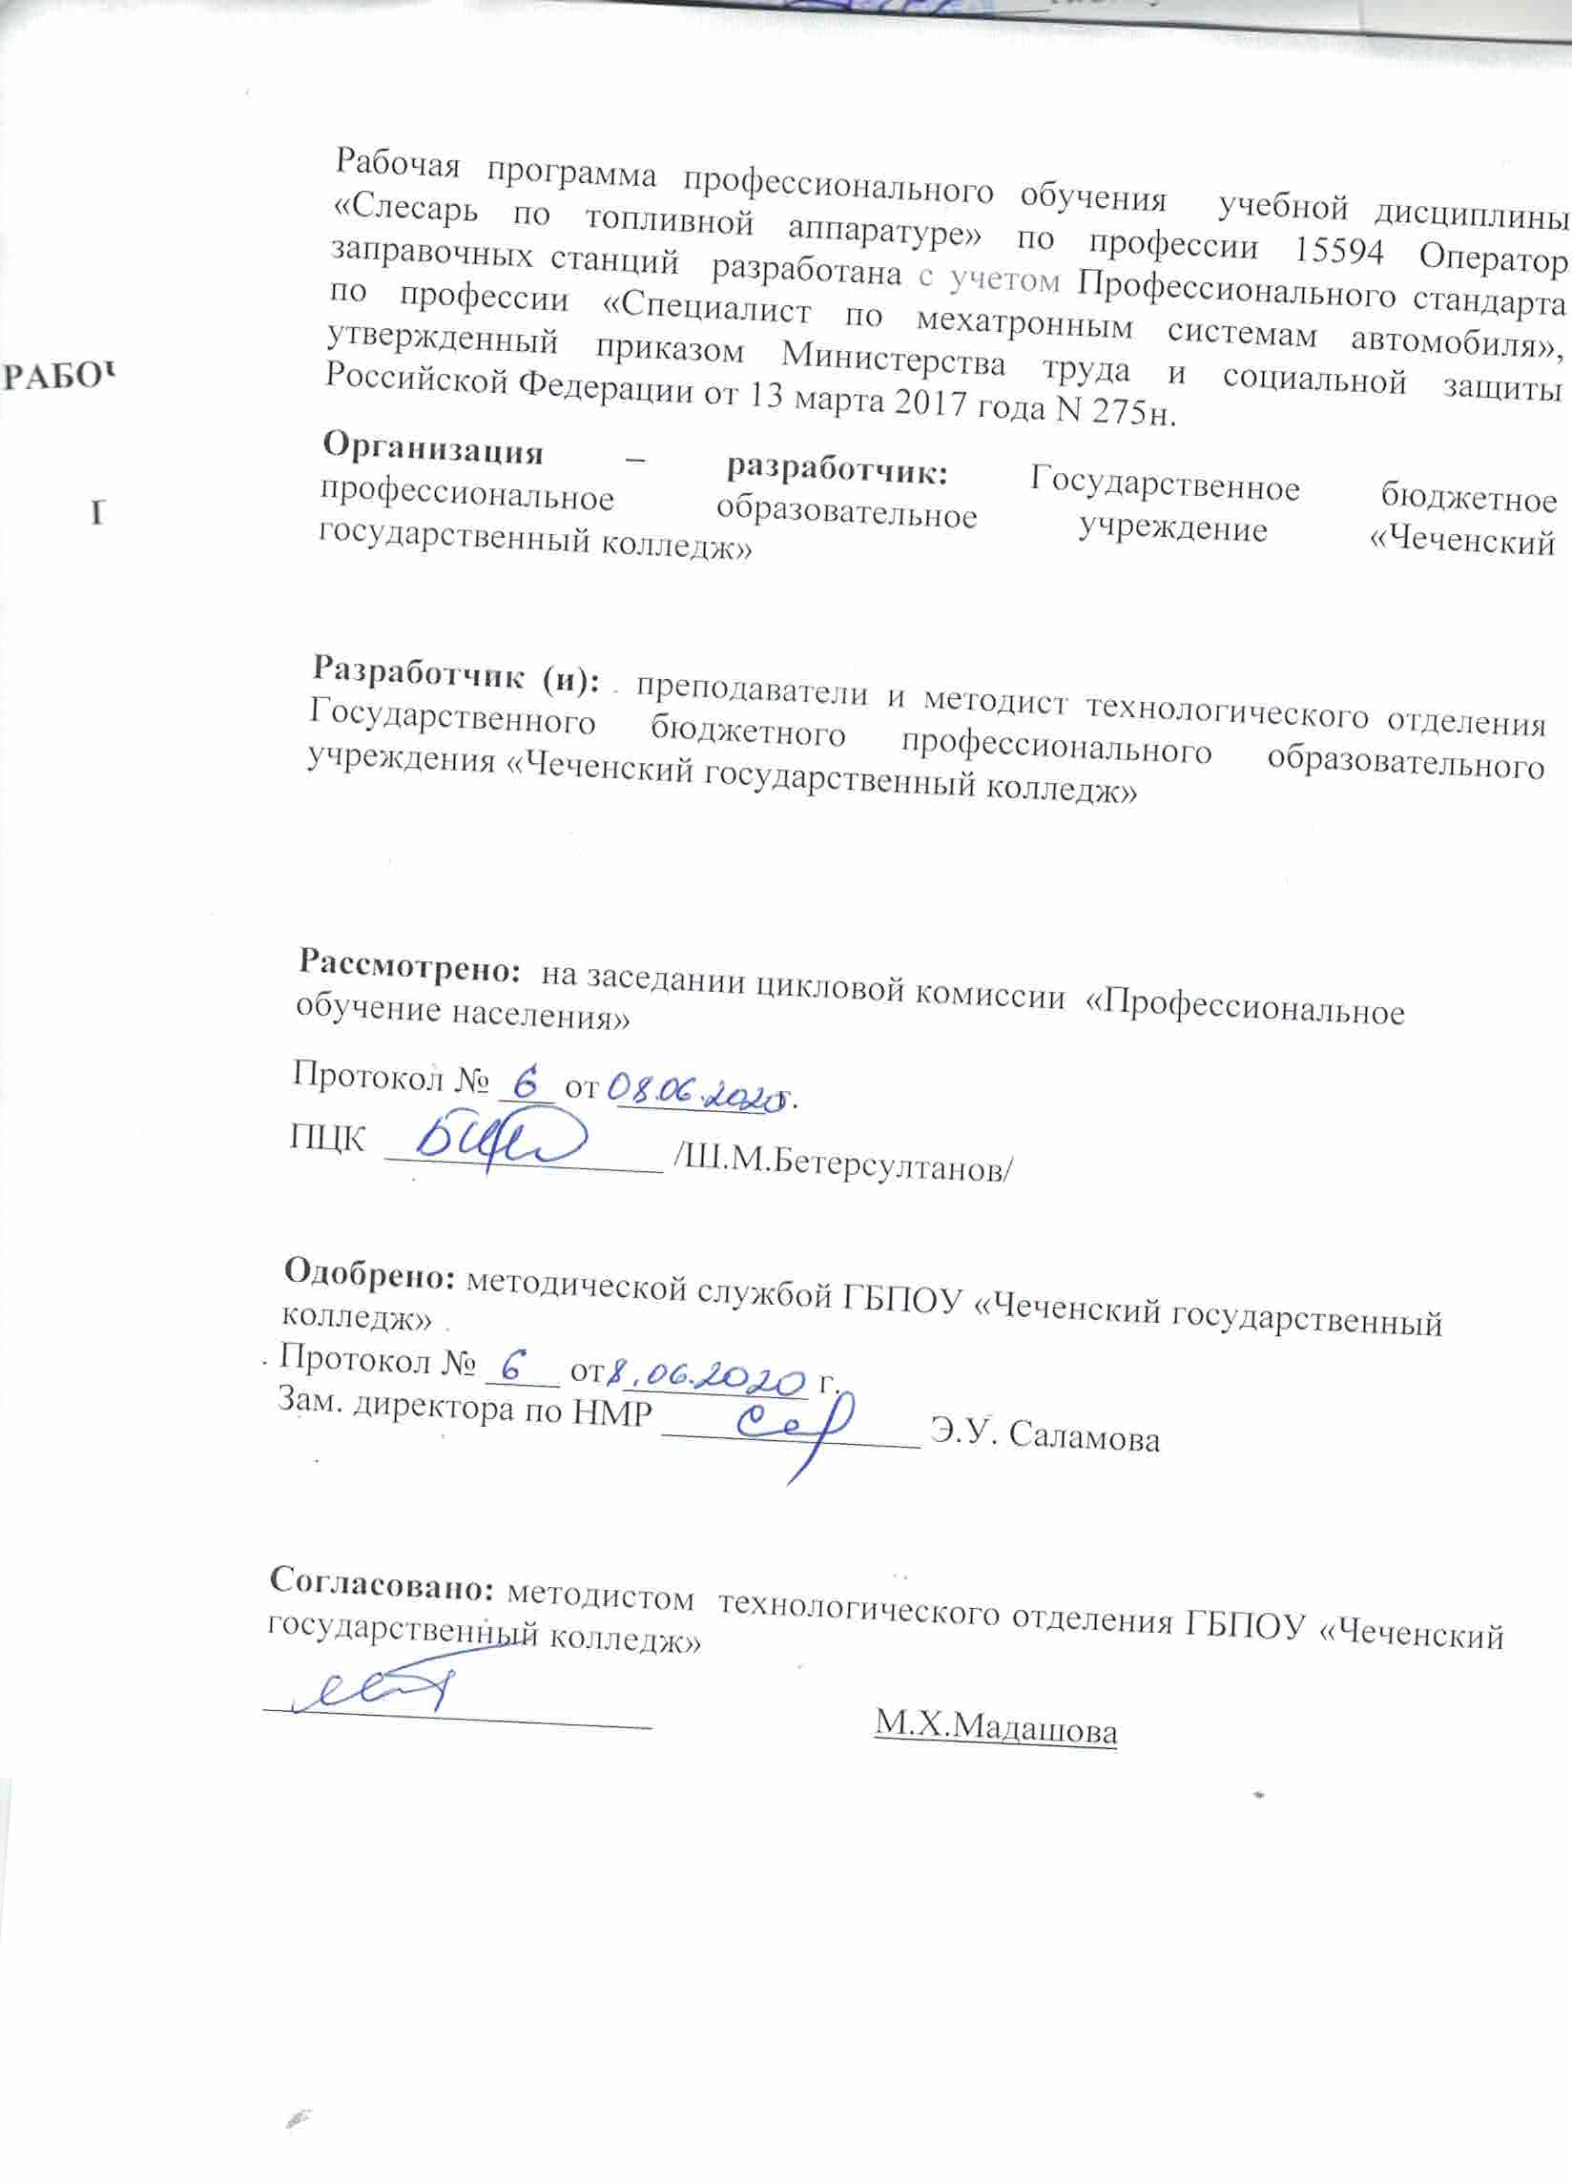 Рабочая программа профессионального обучения учебной дисциплины
«Слесарь по топливной аппаратуре» по профессии 15594 Оператор
заправочных станций разработана с учетом Профессионального стандарта
по профессии «Специалист по мехатронным системам автомобиля»,
утвержденный приказом Министерства труда и социальной защиты
Российской Федерации от 13 марта 2017 года N 275н.
РАБОЧ
Организация – разработчик: Государственное бюджетное
профессиональное образовательное учреждение «Чеченский
государственный колледж»
Разработчик (и): преподаватели и методист технологического отделения
Государственного бюджетного профессионального образовательного
учреждения «Чеченский государственный колледж»
Рассмотрено: на заседании цикловой комиссии «Профессиональное
обучение населения»
Протокол № 6 от 08.06.2020г.
ПЦК /Ш.М.Бетерсултанов/
Одобрено: методической службой ГБПОУ «Чеченский государственный
колледж»
Протокол № 6 от 8.06.2020 г.
Зам. директора по НМР Э.У. Саламова
Согласовано: методистом технологического отделения ГБПОУ «Чеченский
государственный колледж»
М.Х.Мадашова